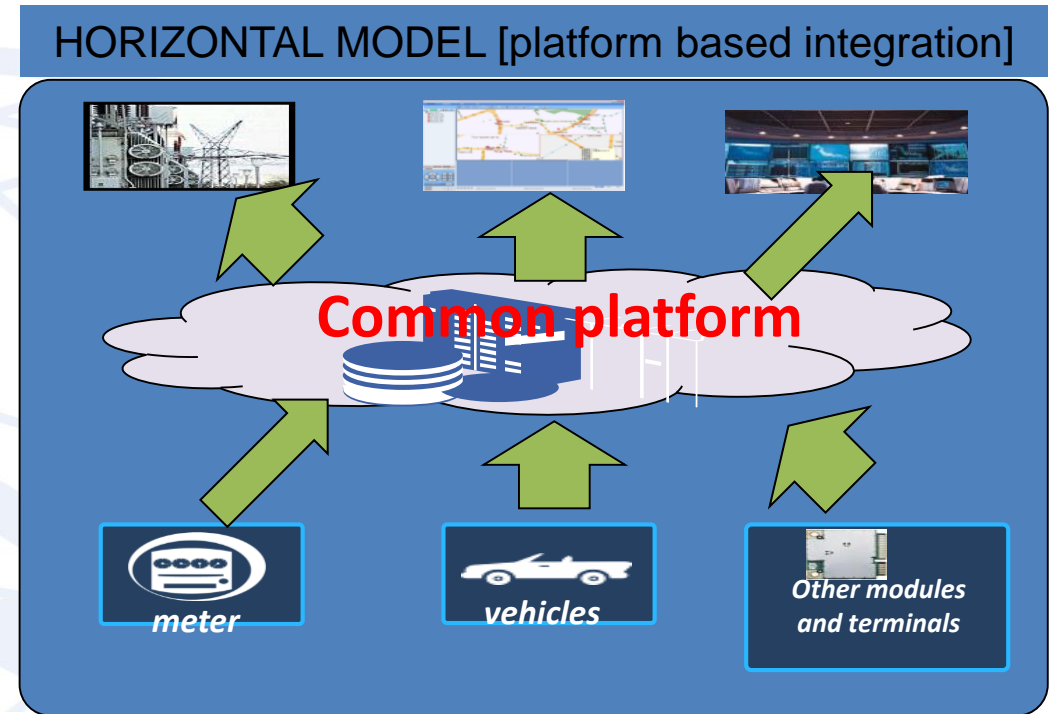 HORIZONTAL MODEL [platform based integration]
Common platform
meter
vehicles
Other modules
and terminals